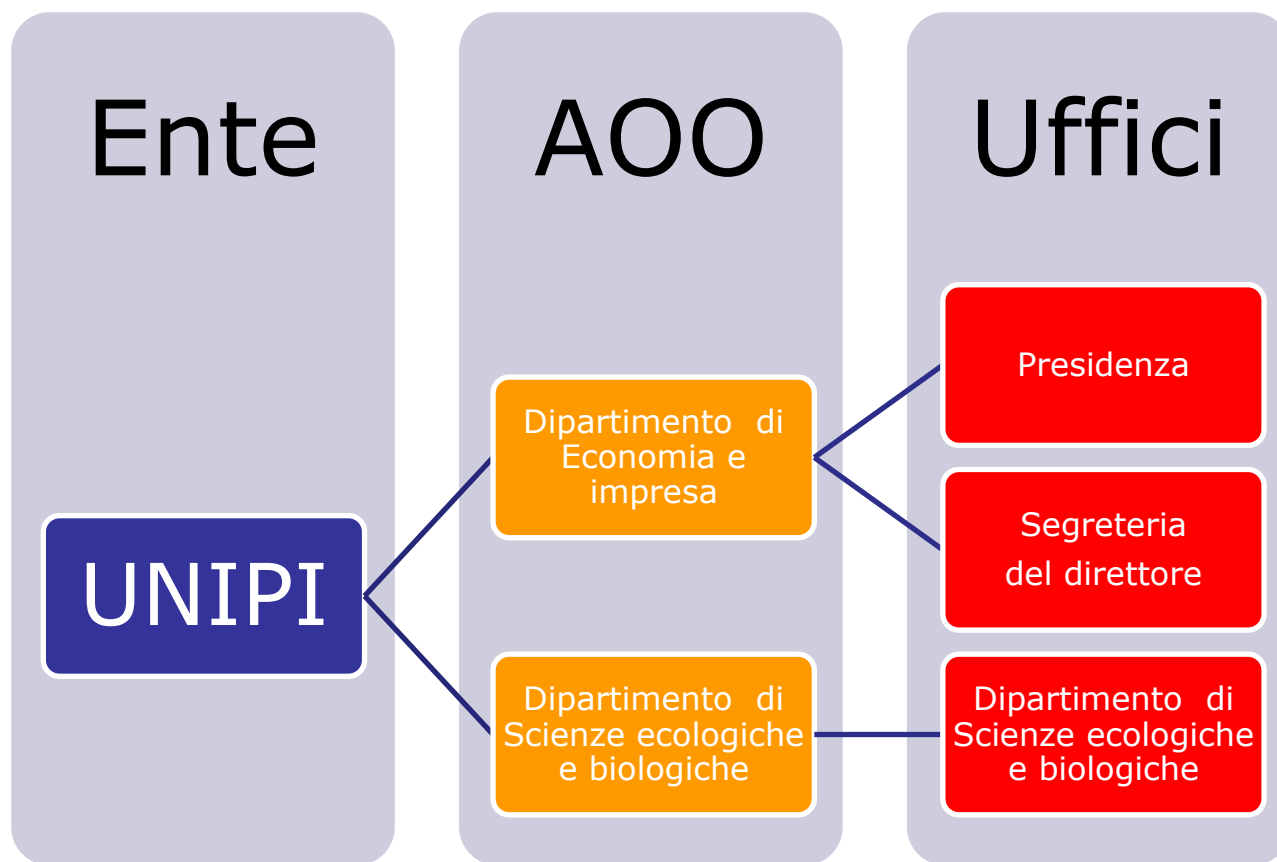 Ente
AOO
Uffici
UNIPI
Dipartimento di
Economia e
impresa
Dipartimento di
Scienze ecologiche
e biologiche
Presidenza
Segreteria
del direttore
Dipartimento di
Scienze ecologiche
e biologiche